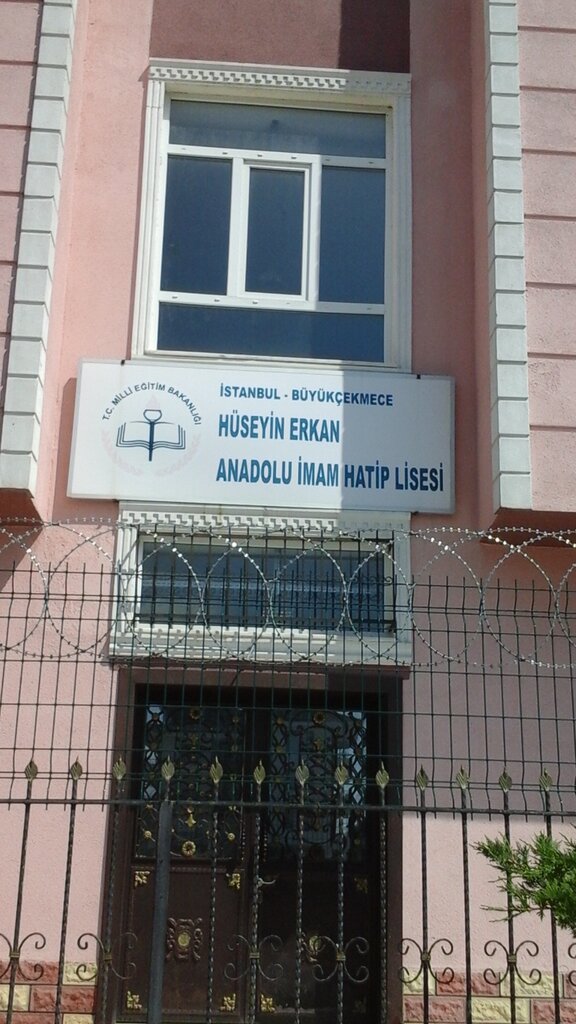 T.C. MİLLİ EĞİTİM BAKANLIĞI
İSTANBUL - BÜYÜKÇEKMECE
HÜSEYİN ERKAN
ANADOLU İMAM HATİP LİSESİ